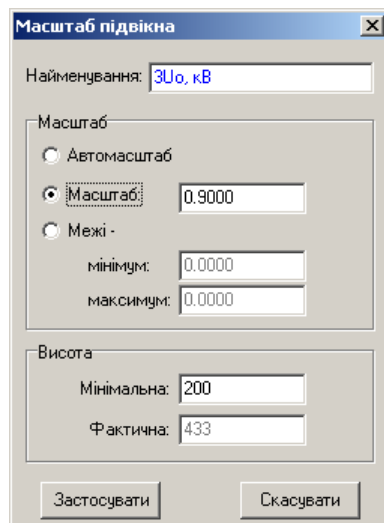 Масштаб підвікна
Найменування: 3Uo, кВ
Масштаб
Автомасштаб
Масштаб: 0.9000
Межі -
мінімум: 0.0000
максимум: 0.0000
Висота
Мінімальна: 200
Фактична: 433
Застосувати Скасувати